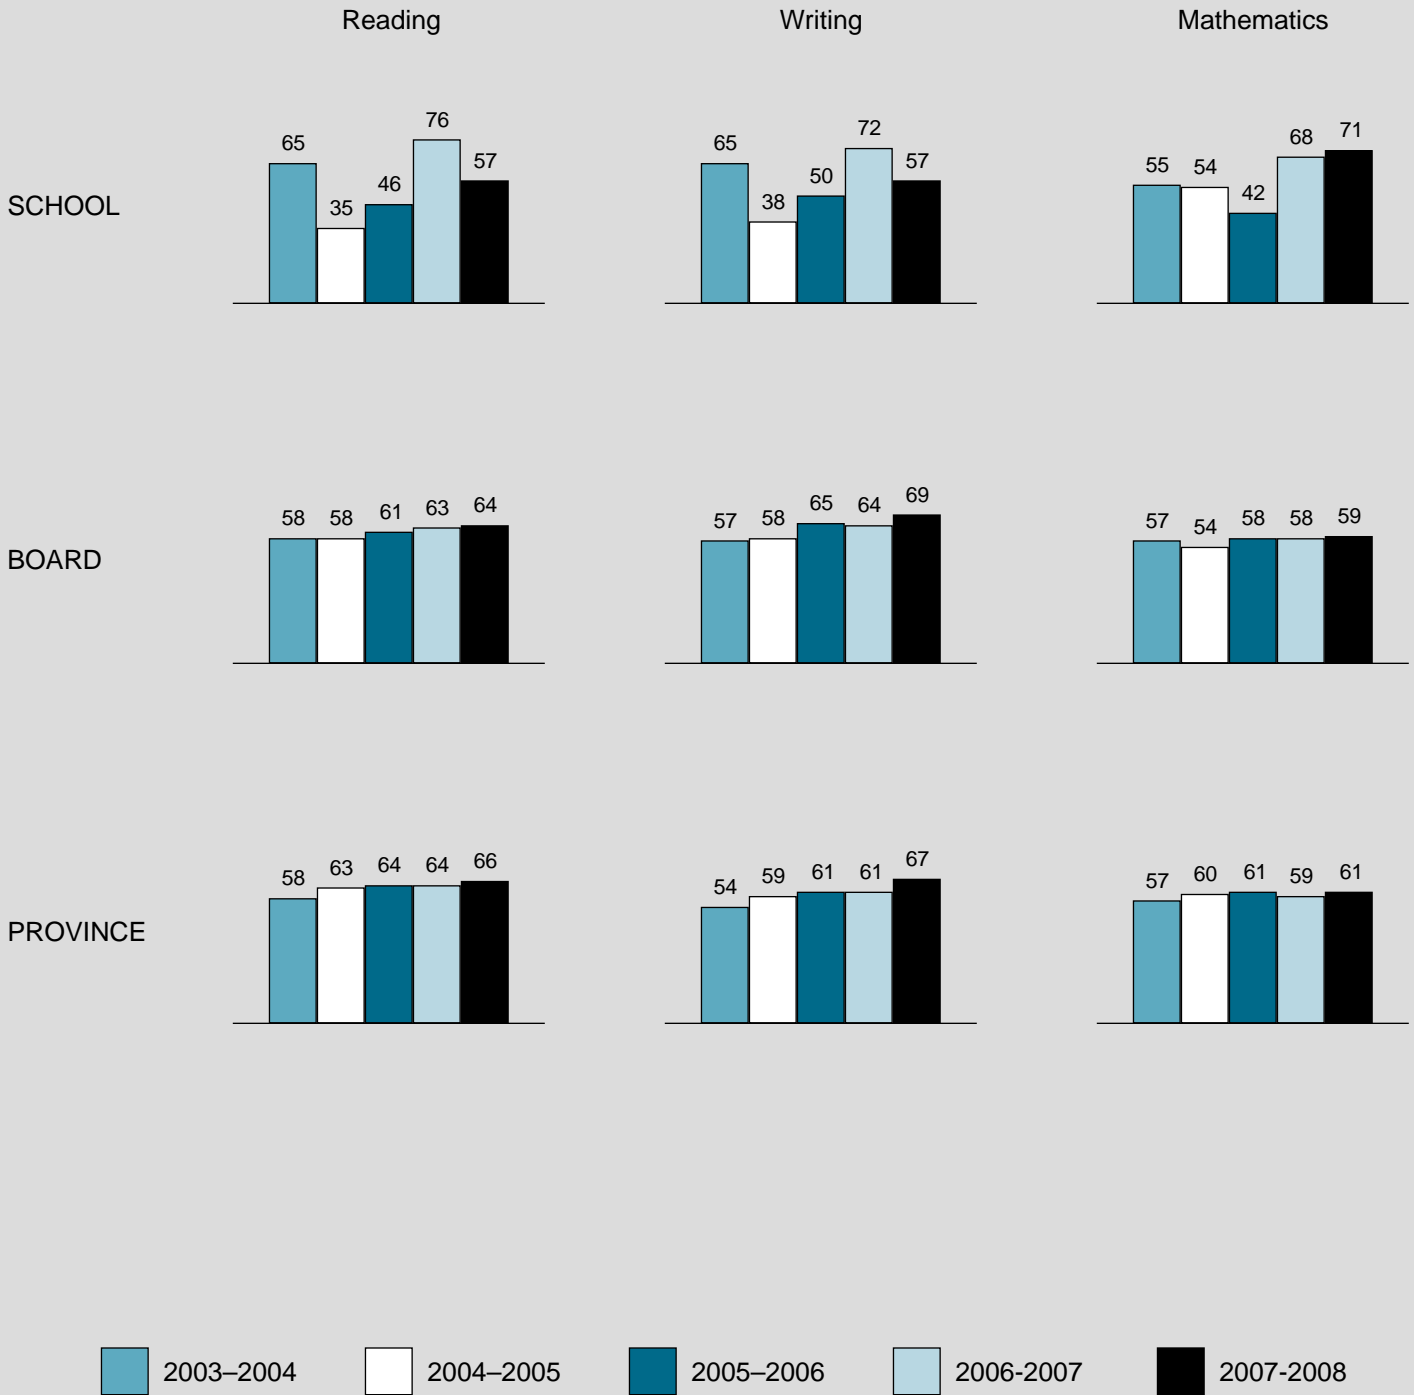 Reading Writing Mathematics
SCHOOL
65 35 46 76 57
65 38 50 72 57
55 54 42 68 71
BOARD
58 58 61 63 64
57 58 65 64 69
57 54 58 58 59
PROVINCE
58 63 64 64 66
54 59 61 61 67
57 60 61 59 61
2003–2004 2004–2005 2005–2006 2006-2007 2007-2008